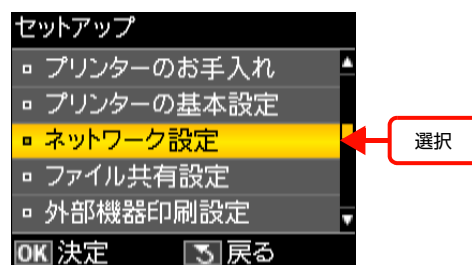 セットアップ
プリンターのお手入れ
プリンターの基本設定
ネットワーク設定
選択
ファイル共有設定
外部機器印刷設定
OK 決定 戻る